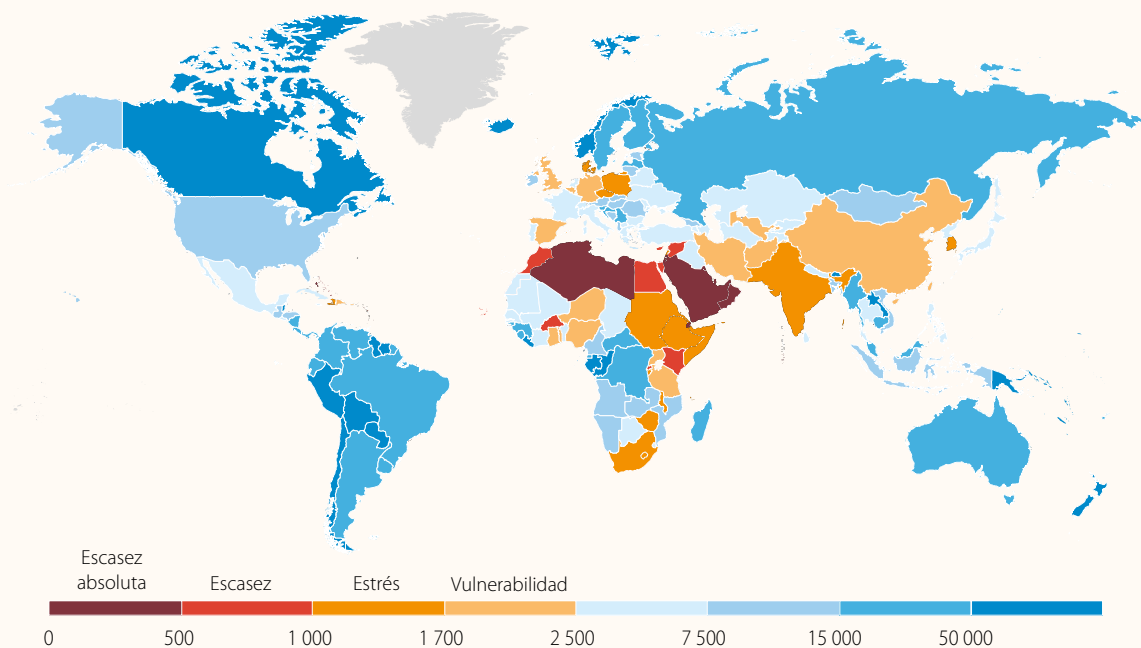 Escasez
absoluta
Escasez
Estrés
Vulnerabilidad
0
500
1 000
1 700
2 500
7 500
15 000
50 000